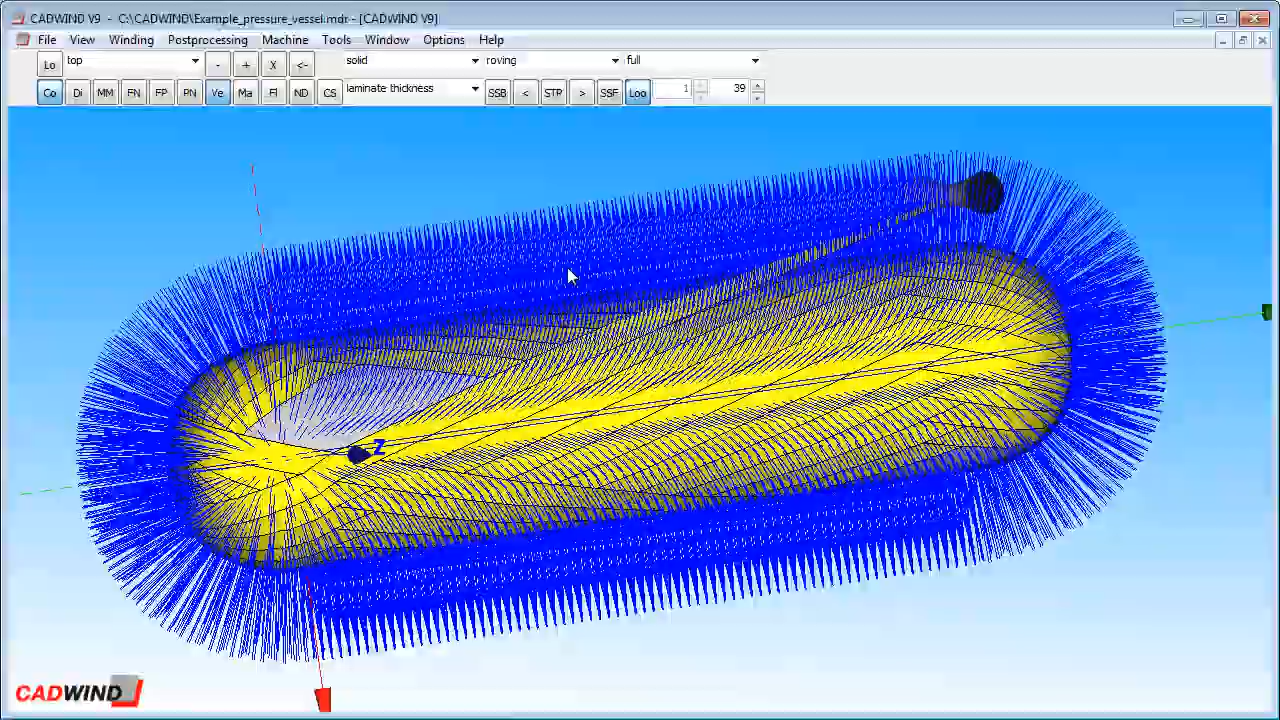 CADWIND V9 - C:\CADWIND\Example_pressure_vessel.mdr - [CADWIND V9]
File View Winding Postprocessing Machine Tools Window Options Help
Lo top - + X <- solid roving full
Co Di MM FN FP PN Ve Ma Fl ND CS laminate thickness SSB < STP > SSF Loo 1 39
Z
CADWIND